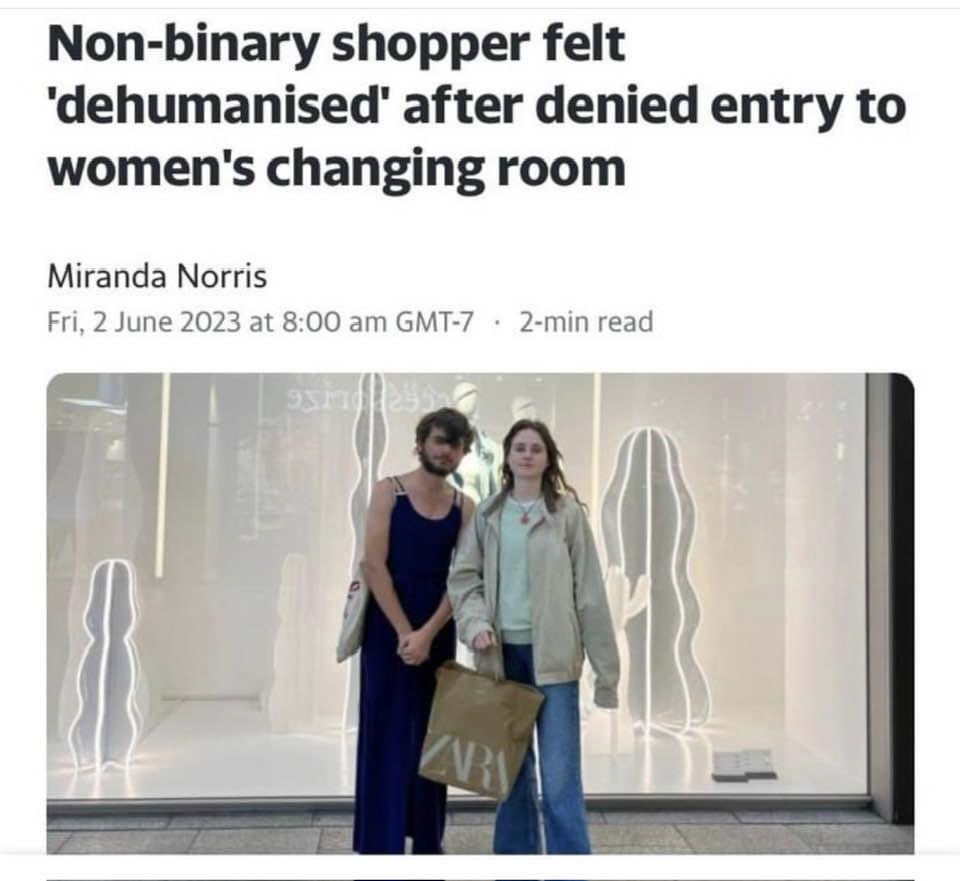 Non-binary shopper felt
'dehumanised' after denied entry to
women's changing room
Miranda Norris
Fri, 2 June 2023 at 8:00 am GMT-7 · 2-min read
accessorize
ZARA